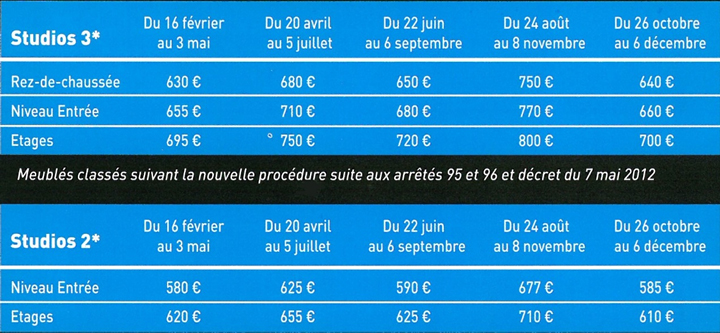 Studios 3* Du 16 février au 3 mai Du 20 avril au 5 juillet Du 22 juin au 6 septembre Du 24 août au 8 novembre Du 26 octobre au 6 décembre
Rez-de-chaussée 630 € 680 € 650 € 750 € 640 €
Niveau Entrée 655 € 710 € 680 € 770 € 660 €
Etages 695 € 750 € 720 € 800 € 700 €
Meublés classés suivant la nouvelle procédure suite aux arrêtés 95 et 96 et décret du 7 mai 2012
Studios 2* Du 16 février au 3 mai Du 20 avril au 5 juillet Du 22 juin au 6 septembre Du 24 août au 8 novembre Du 26 octobre au 6 décembre
Niveau Entrée 580 € 625 € 590 € 677 € 585 €
Etages 620 € 655 € 625 € 710 € 610 €